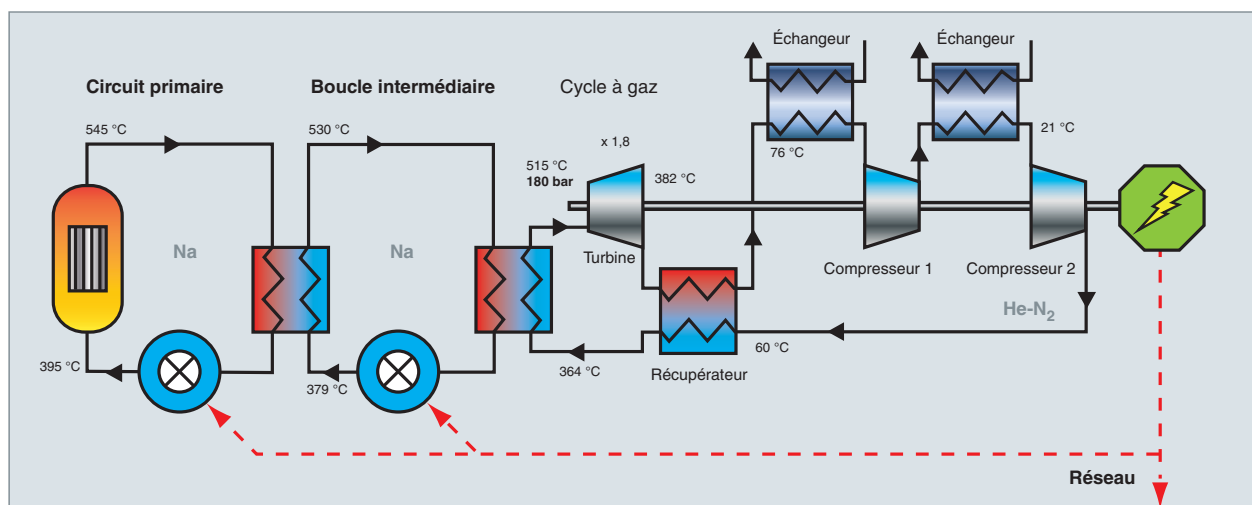 Échangeur
Échangeur
Circuit primaire
Boucle intermédiaire
Cycle à gaz
545 °C
530 °C
x 1,8
76 °C
21 °C
515 °C
180 bar
382 °C
Na
Na
Turbine
Compresseur 1
Compresseur 2
He-N₂
395 °C
379 °C
364 °C
60 °C
Récupérateur
Réseau